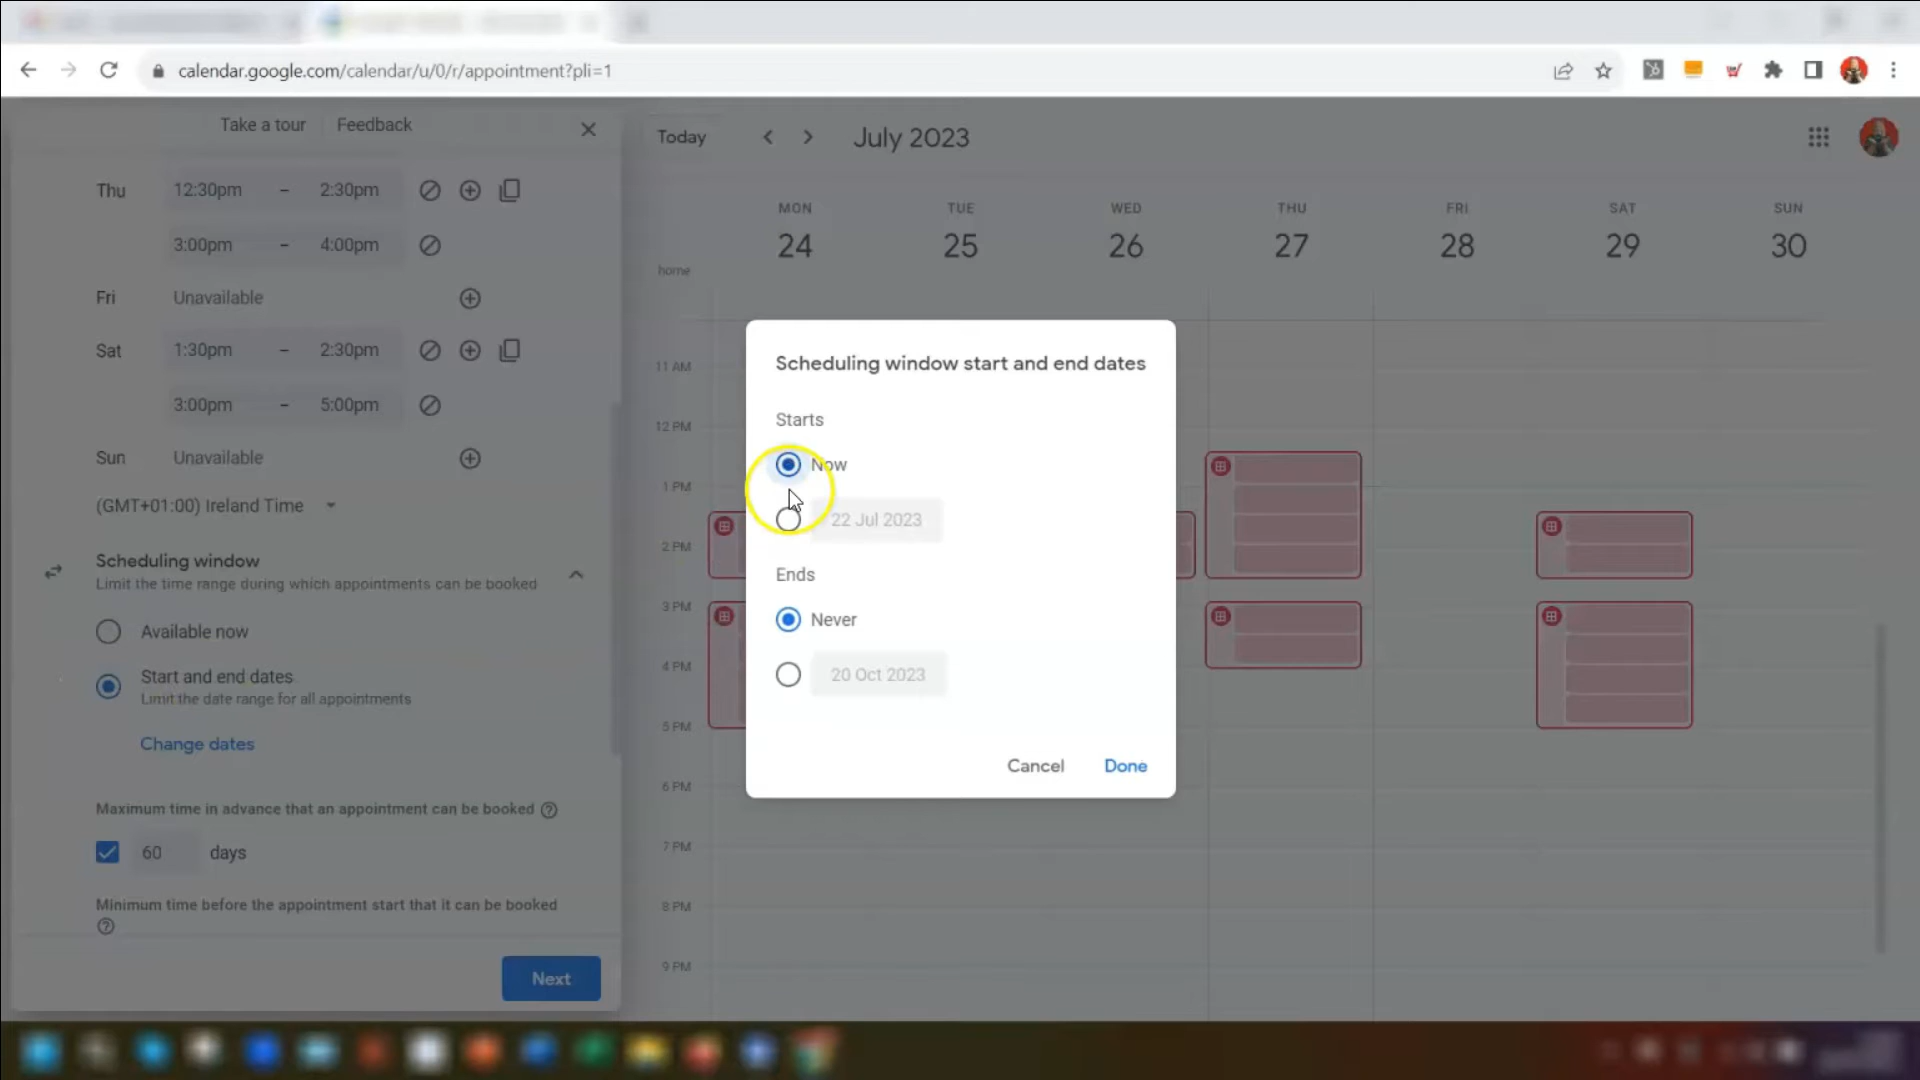 calendar.google.com/calendar/u/0/r/appointment?pli=1
Take a tour Feedback
Today July 2023
Thu 12:30pm – 2:30pm
3:00pm – 4:00pm
Fri Unavailable
Sat 1:30pm – 2:30pm
3:00pm – 5:00pm
Sun Unavailable
(GMT+01:00) Ireland Time
Scheduling window
Limit the time range during which appointments can be booked
Available now
Start and end dates
Limit the date range for all appointments
Change dates
Maximum time in advance that an appointment can be booked
60 days
Minimum time before the appointment start that it can be booked
Next
MON TUE WED THU FRI SAT SUN
24 25 26 27 28 29 30
home
11 AM
12 PM
1 PM
2 PM
3 PM
4 PM
5 PM
6 PM
7 PM
8 PM
9 PM
Scheduling window start and end dates
Starts
Now
22 Jul 2023
Ends
Never
20 Oct 2023
Cancel Done